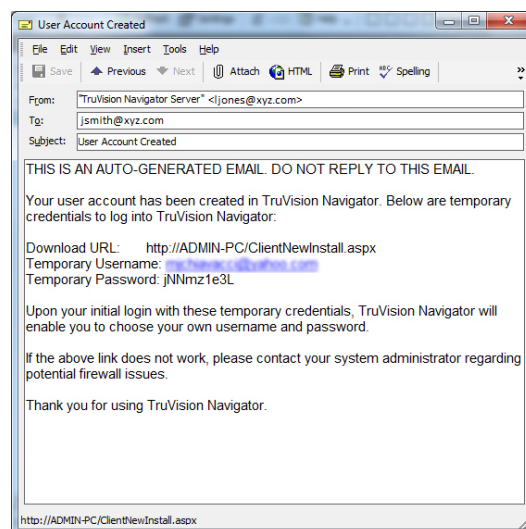 User Account Created
File Edit View Insert Tools Help
Save Previous Next Attach HTML Print Spelling
From: "TruVision Navigator Server" <ljones@xyz.com>
To: jsmith@xyz.com
Subject: User Account Created
THIS IS AN AUTO-GENERATED EMAIL. DO NOT REPLY TO THIS EMAIL.
Your user account has been created in TruVision Navigator. Below are temporary
credentials to log into TruVision Navigator:
Download URL: http://ADMIN-PC/ClientNewInstall.aspx
Temporary Username:
Temporary Password: jNNmz1e3L
Upon your initial login with these temporary credentials, TruVision Navigator will
enable you to choose your own username and password.
If the above link does not work, please contact your system administrator regarding
potential firewall issues.
Thank you for using TruVision Navigator.
http://ADMIN-PC/ClientNewInstall.aspx